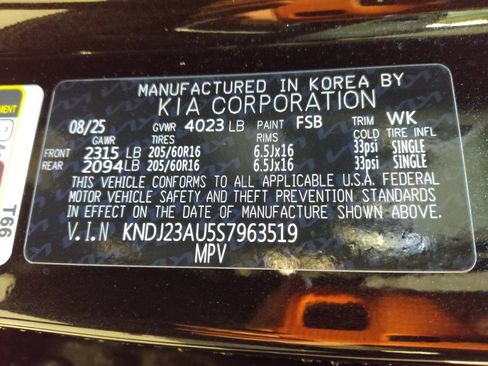 MANUFACTURED IN KOREA BY
KIA CORPORATION
08/25 GVWR 4023 LB PAINT FSB TRIM WK
GAWR TIRES RIMS COLD TIRE INFL
FRONT 2315 LB 205/60R16 6.5Jx16 33psi SINGLE
REAR 2094 LB 205/60R16 6.5Jx16 33psi SINGLE
THIS VEHICLE CONFORMS TO ALL APPLICABLE U.S.A. FEDERAL
MOTOR VEHICLE SAFETY AND THEFT PREVENTION STANDARDS
IN EFFECT ON THE DATE OF MANUFACTURE SHOWN ABOVE.
V.I.N KNDJ23AU5S7963519
MPV
T66